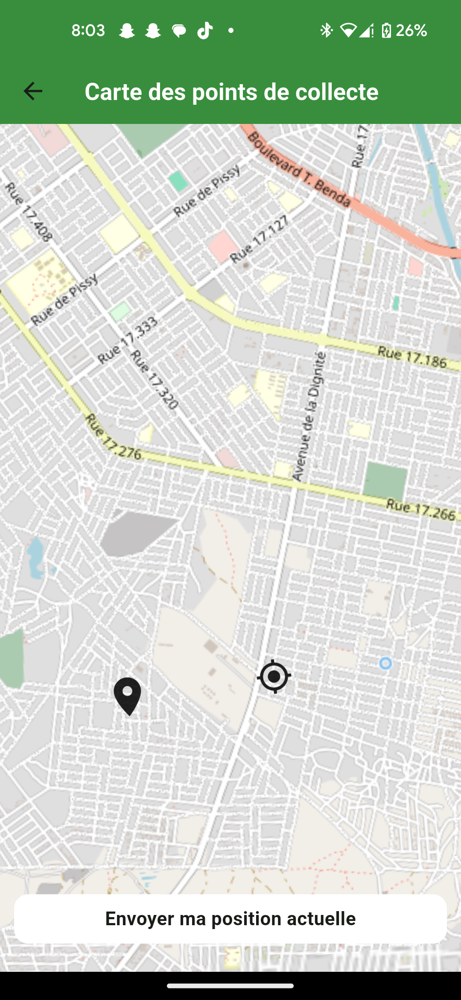 8:03
26%
Carte des points de collecte
Boulevard T. Benda
Rue 17.
Rue de Pissy
Rue 17.408
Rue 17.127
Rue de Pissy
Rue 17.333
Rue 17.320
Rue 17.186
Avenue de la Dignité
Rue 17.276
Rue 17.266
Envoyer ma position actuelle